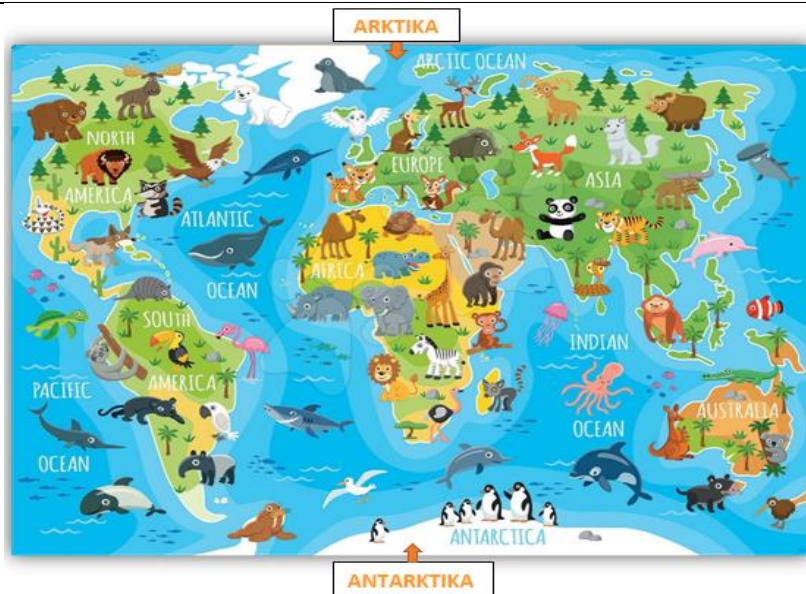 ARKTIKA
ARCTIC OCEAN
NORTH
AMERICA
EUROPE
ASIA
ATLANTIC
OCEAN
AFRICA
SOUTH
AMERICA
INDIAN
OCEAN
PACIFIC
OCEAN
AUSTRALIA
ANTARCTICA
ANTARKTIKA